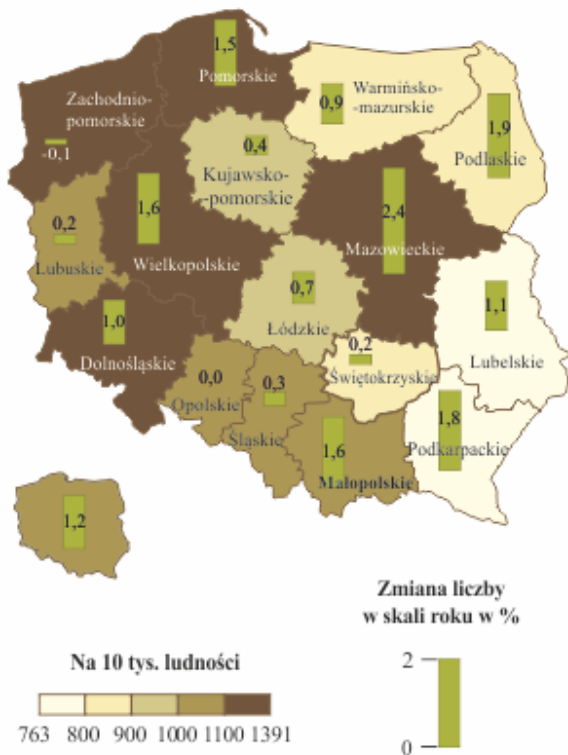 1,5
Pomorskie
Zachodnio-
pomorskie
-0,1
0,9
Warmińsko-
-mazurskie
1,9
Podlaskie
0,4
Kujawsko-
-pomorskie
1,6
Wielkopolskie
2,4
Mazowieckie
0,2
Lubuskie
0,7
Łódzkie
1,0
Dolnośląskie
1,1
Lubelskie
0,2
Świętokrzyskie
0,0
Opolskie
0,3
Śląskie
1,6
Małopolskie
1,8
Podkarpackie
1,2
Zmiana liczby
w skali roku w %
2
0
Na 10 tys. ludności
763 800 900 1000 1100 1391